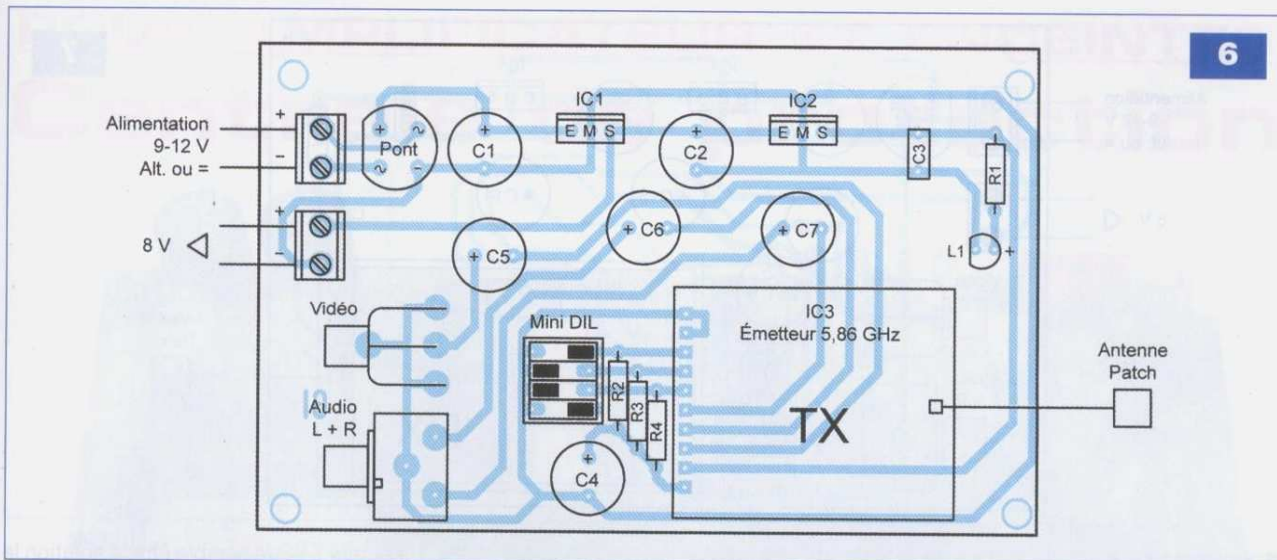 6
Alimentation
9-12 V
Alt. ou =
+
–
Pont
+
~
~
–
C1
+
IC1
E M S
C2
+
–
IC2
E M S
C3
R1
L1
+
8 V
+
–
C5
+
C6
+
C7
+
Vidéo
Audio
L + R
Mini DIL
R2
R3
R4
C4
+
IC3
Émetteur 5,86 GHz
TX
Antenne
Patch